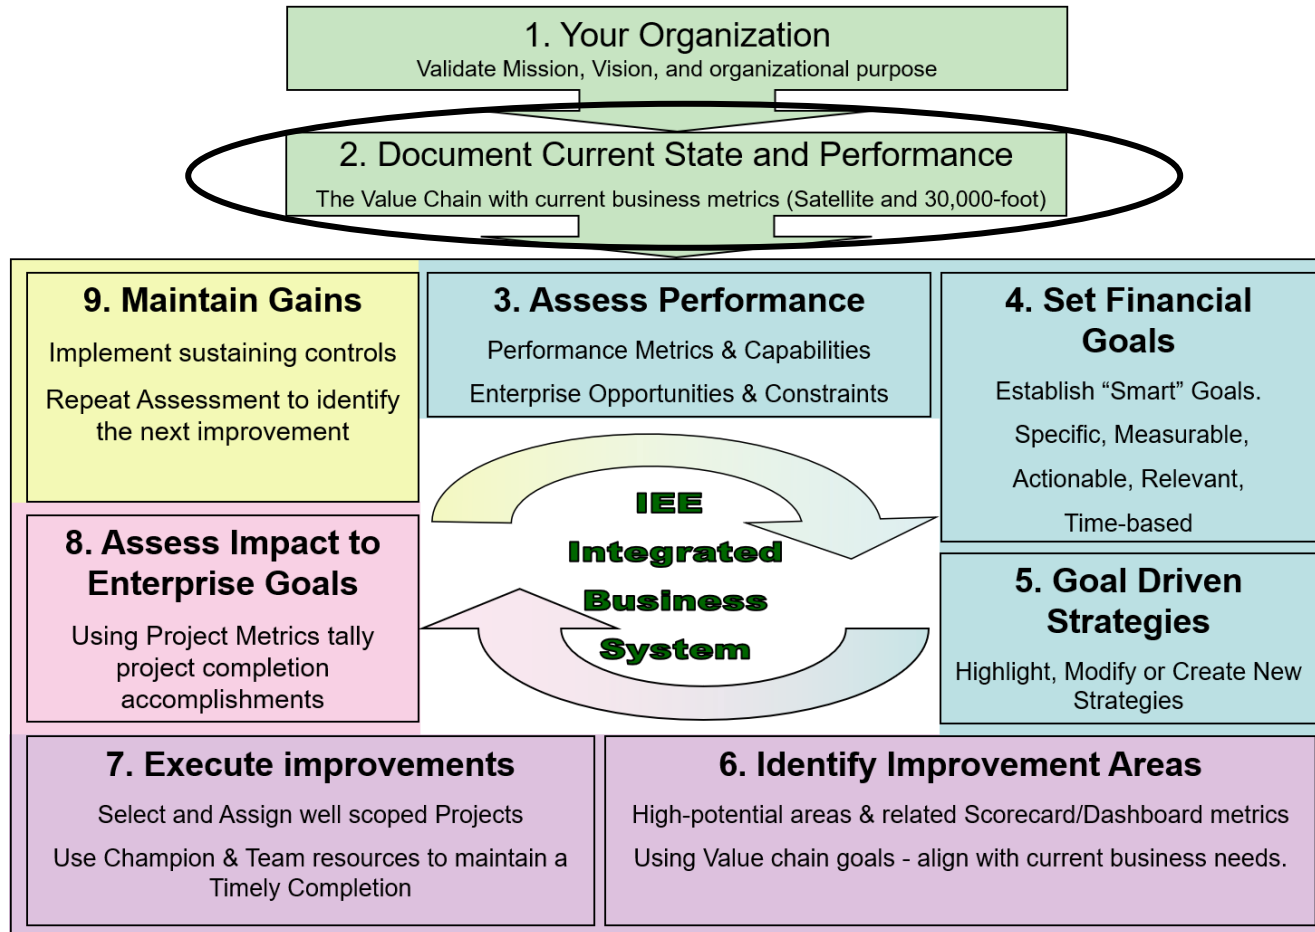 1. Your Organization
Validate Mission, Vision, and organizational purpose
2. Document Current State and Performance
The Value Chain with current business metrics (Satellite and 30,000-foot)
9. Maintain Gains
Implement sustaining controls
Repeat Assessment to identify
the next improvement
3. Assess Performance
Performance Metrics & Capabilities
Enterprise Opportunities & Constraints
4. Set Financial
Goals
Establish “Smart” Goals.
Specific, Measurable,
Actionable, Relevant,
Time-based
IEE
Integrated
Business
System
8. Assess Impact to
Enterprise Goals
Using Project Metrics tally
project completion
accomplishments
5. Goal Driven
Strategies
Highlight, Modify or Create New
Strategies
7. Execute improvements
Select and Assign well scoped Projects
Use Champion & Team resources to maintain a
Timely Completion
6. Identify Improvement Areas
High-potential areas & related Scorecard/Dashboard metrics
Using Value chain goals - align with current business needs.